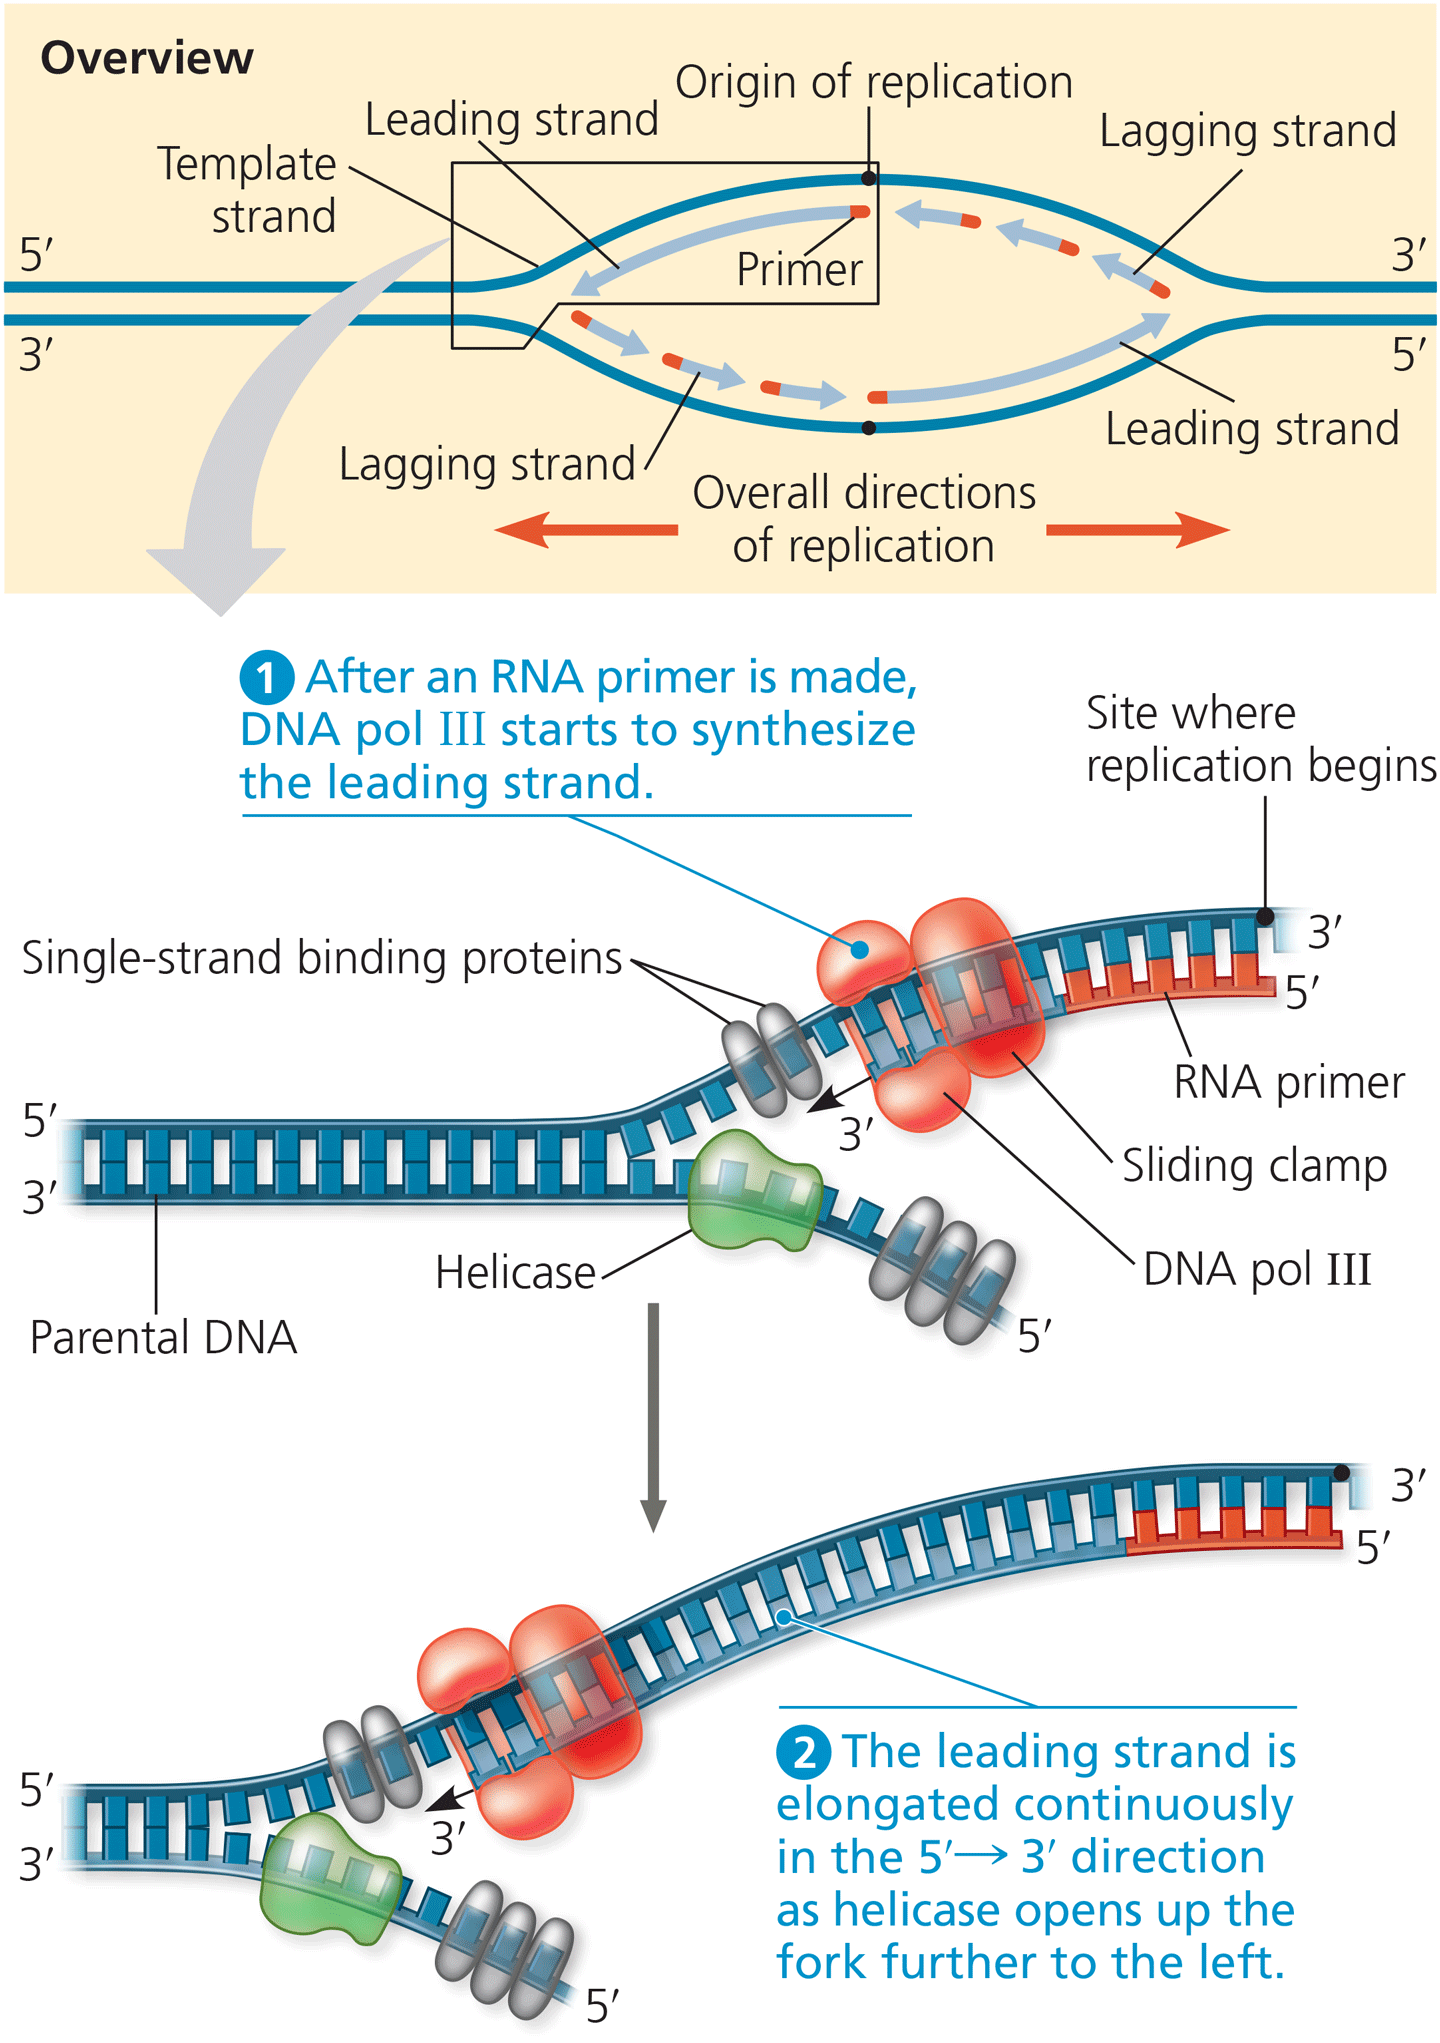 Overview
Origin of replication
Leading strand
Lagging strand
Template
strand
5′
3′
Primer
3′
5′
Leading strand
Lagging strand
Overall directions
of replication
1 After an RNA primer is made,
DNA pol III starts to synthesize
the leading strand.
Site where
replication begins
Single-strand binding proteins
3′
5′
RNA primer
5′
3′
Sliding clamp
3′
Helicase
DNA pol III
Parental DNA
5′
3′
5′
2 The leading strand is
elongated continuously
in the 5′→ 3′ direction
as helicase opens up the
fork further to the left.
5′
3′
3′
5′